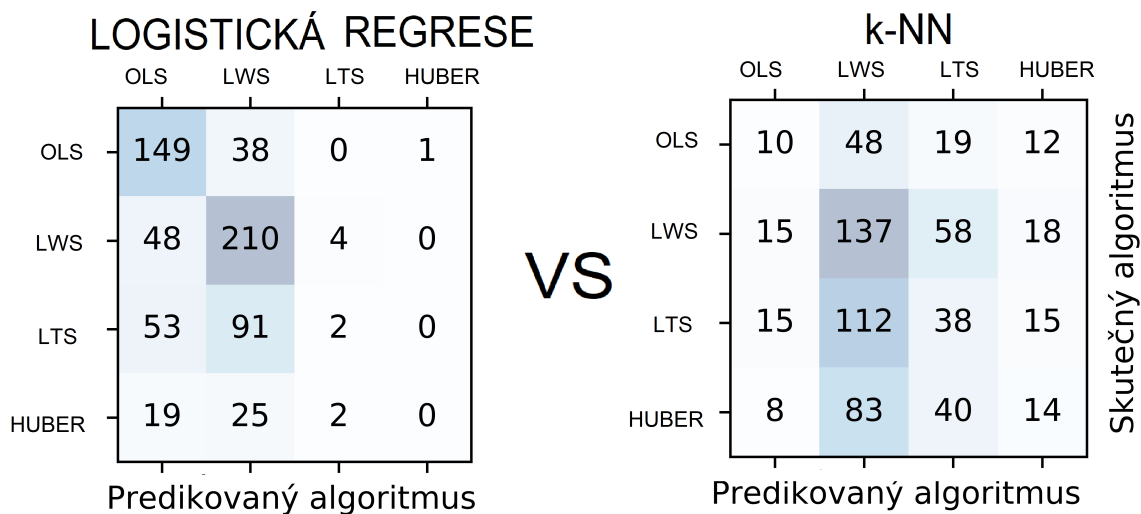 LOGISTICKÁ REGRESE
OLS LWS LTS HUBER
OLS 149 38 0 1
LWS 48 210 4 0
LTS 53 91 2 0
HUBER 19 25 2 0
Predikovaný algoritmus
VS
k-NN
OLS LWS LTS HUBER
OLS 10 48 19 12
LWS 15 137 58 18
LTS 15 112 38 15
HUBER 8 83 40 14
Predikovaný algoritmus
Skutečný algoritmus